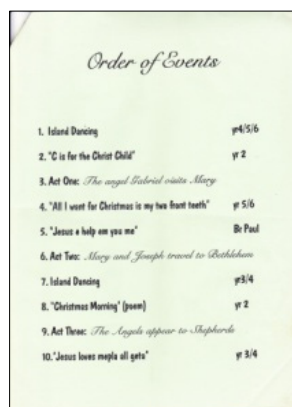 Order of Events
1. Island Dancing yr4/5/6
2. "C is for the Christ Child" yr 2
3. Act One: The angel Gabriel visits Mary
4. "All I want for Christmas is my two front teeth" yr 5/6
5. "Jesus e help em you me" Br Paul
6. Act Two: Mary and Joseph travel to Bethlehem
7. Island Dancing yr3/4
8. "Christmas Morning" (poem) yr 2
9. Act Three: The Angels appear to Shepherds
10."Jesus loves mepla all gets" yr 3/4